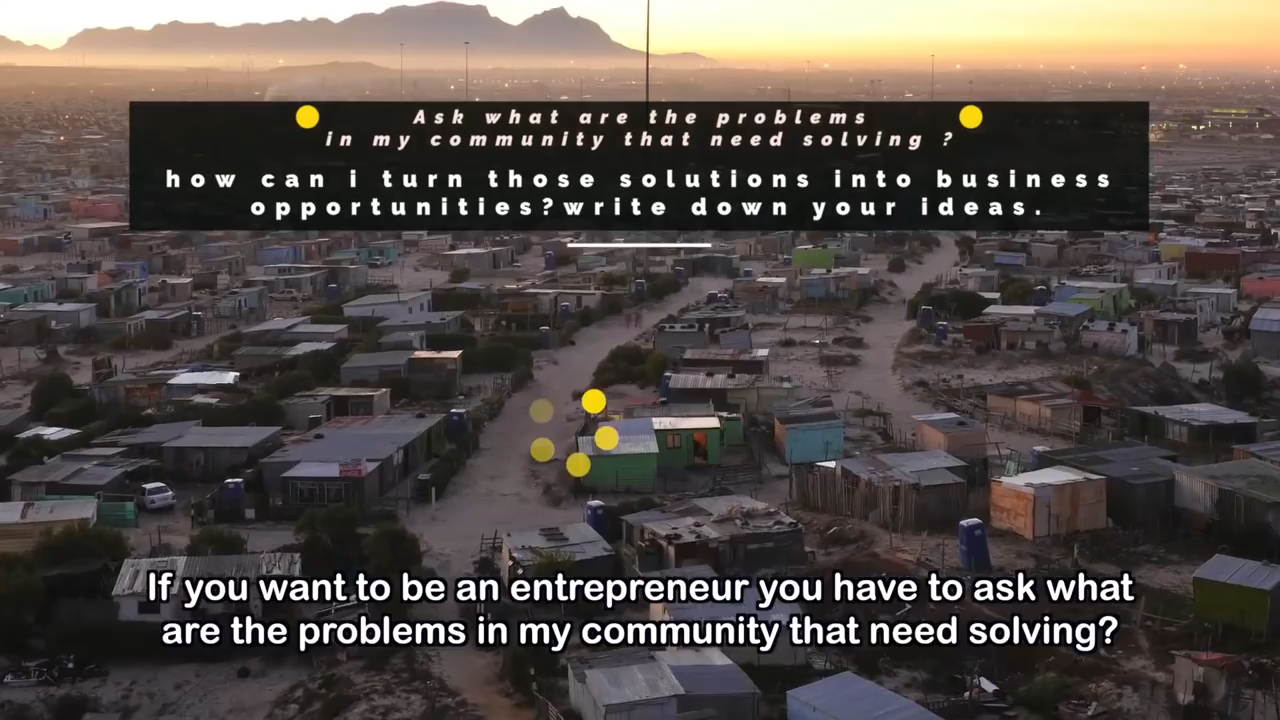 Ask what are the problems
in my community that need solving ?
how can i turn those solutions into business
opportunities?write down your ideas.
If you want to be an entrepreneur you have to ask what
are the problems in my community that need solving?